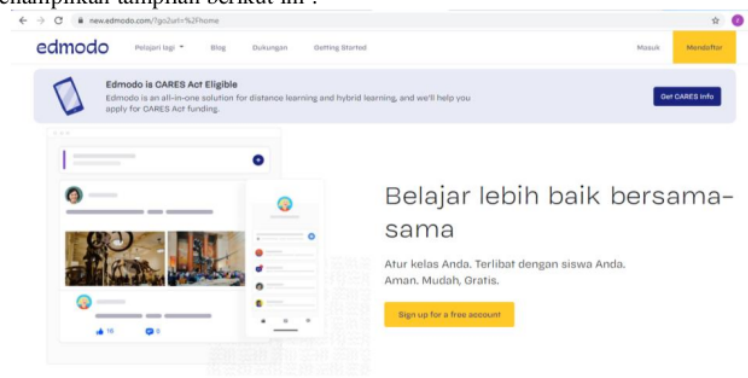 menampilkan tampilan berikut ini :
new.edmodo.com/?go2url=%2Fhome
edmodo Pelajari lagi Blog Dukungan Getting Started Masuk Mendaftar
Edmodo is CARES Act Eligible
Edmodo is an all-in-one solution for distance learning and hybrid learning, and we'll help you
apply for CARES Act funding.
Get CARES Info
Belajar lebih baik bersama-
sama
Atur kelas Anda. Terlibat dengan siswa Anda.
Aman. Mudah, Gratis.
Sign up for a free account
16 5